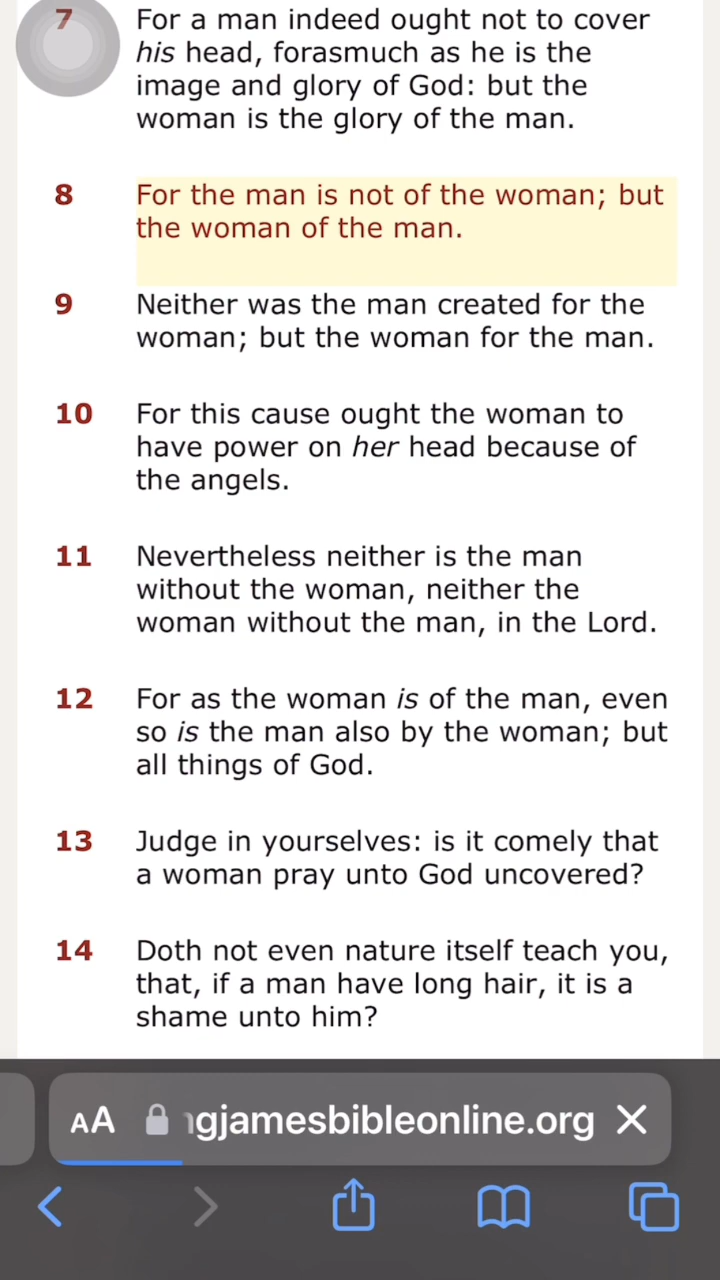 7 For a man indeed ought not to cover
his head, forasmuch as he is the
image and glory of God: but the
woman is the glory of the man.
8 For the man is not of the woman; but
the woman of the man.
9 Neither was the man created for the
woman; but the woman for the man.
10 For this cause ought the woman to
have power on her head because of
the angels.
11 Nevertheless neither is the man
without the woman, neither the
woman without the man, in the Lord.
12 For as the woman is of the man, even
so is the man also by the woman; but
all things of God.
13 Judge in yourselves: is it comely that
a woman pray unto God uncovered?
14 Doth not even nature itself teach you,
that, if a man have long hair, it is a
shame unto him?
AA ngjamesbibleonline.org